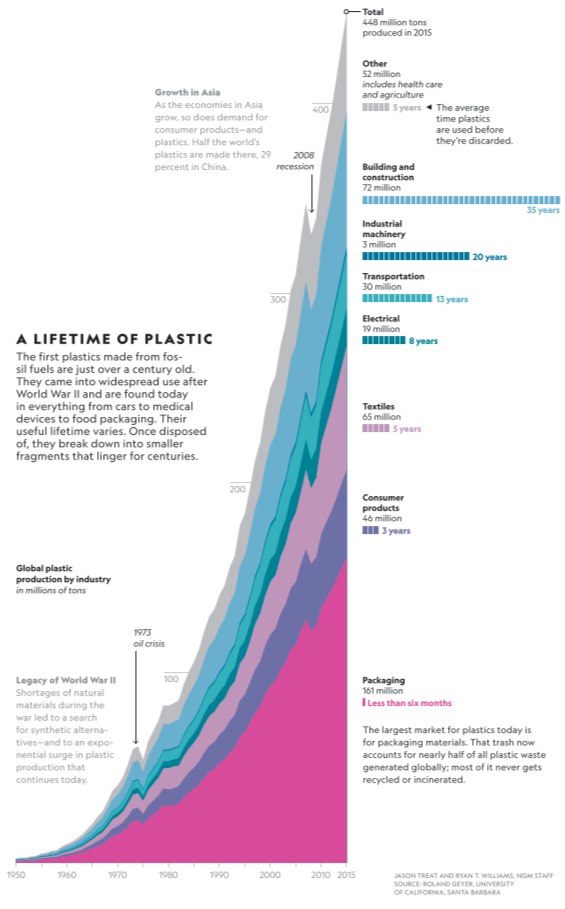 Total
448 million tons
produced in 2015
Other
52 million
includes health care
and agriculture
5 years
The average
time plastics
are used before
they're discarded.
Growth in Asia
As the economies in Asia
grow, so does demand for
consumer products—and
plastics. Half the world's
plastics are made there, 29
percent in China.
400
2008
recession
Building and
construction
72 million
35 years
Industrial
machinery
3 million
20 years
Transportation
30 million
13 years
300
Electrical
19 million
8 years
A LIFETIME OF PLASTIC
The first plastics made from fos-
sil fuels are just over a century old.
They came into widespread use after
World War II and are found today
in everything from cars to medical
devices to food packaging. Their
useful lifetime varies. Once disposed
of, they break down into smaller
fragments that linger for centuries.
Textiles
65 million
5 years
200
Consumer
products
46 million
3 years
Global plastic
production by industry
in millions of tons
1973
oil crisis
100
Legacy of World War II
Shortages of natural
materials during the
war led to a search
for synthetic alterna-
tives—and to an expo-
nential surge in plastic
production that
continues today.
Packaging
161 million
Less than six months
The largest market for plastics today is
for packaging materials. That trash now
accounts for nearly half of all plastic waste
generated globally; most of it never gets
recycled or incinerated.
1950 1960 1970 1980 1990 2000 2010 2015
JASON TREAT AND RYAN T. WILLIAMS, NGM STAFF
SOURCE: ROLAND GEYER, UNIVERSITY
OF CALIFORNIA, SANTA BARBARA